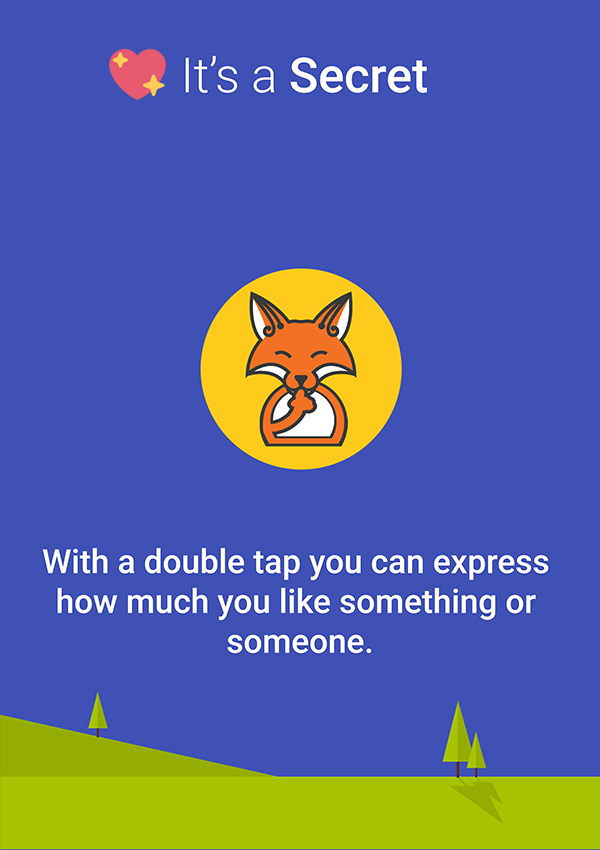 It’s a Secret
With a double tap you can express
how much you like something or
someone.